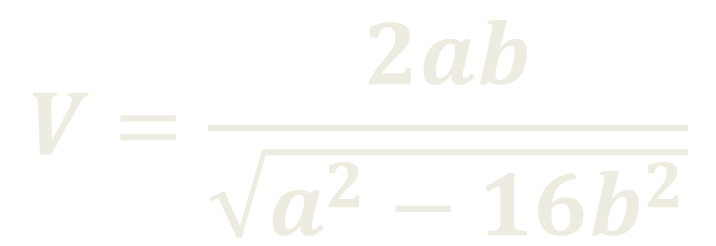 V = 2ab / √(a² − 16b²)